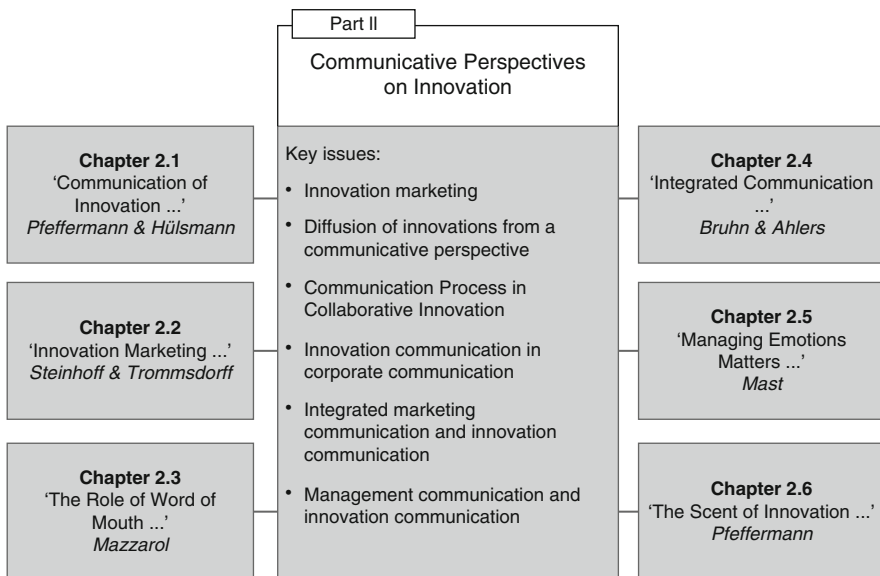 Part II
Communicative Perspectives
on Innovation
Chapter 2.1
‘Communication of
Innovation ...’
Pfeffermann & Hülsmann
Chapter 2.2
‘Innovation Marketing ...’
Steinhoff & Trommsdorff
Chapter 2.3
‘The Role of Word of
Mouth ...’
Mazzarol
Key issues:
• Innovation marketing
• Diffusion of innovations from a
communicative perspective
• Communication Process in
Collaborative Innovation
• Innovation communication in
corporate communication
• Integrated marketing
communication and innovation
communication
• Management communication and
innovation communication
Chapter 2.4
‘Integrated Communication
...’
Bruhn & Ahlers
Chapter 2.5
‘Managing Emotions
Matters ...’
Mast
Chapter 2.6
‘The Scent of Innovation ...’
Pfeffermann